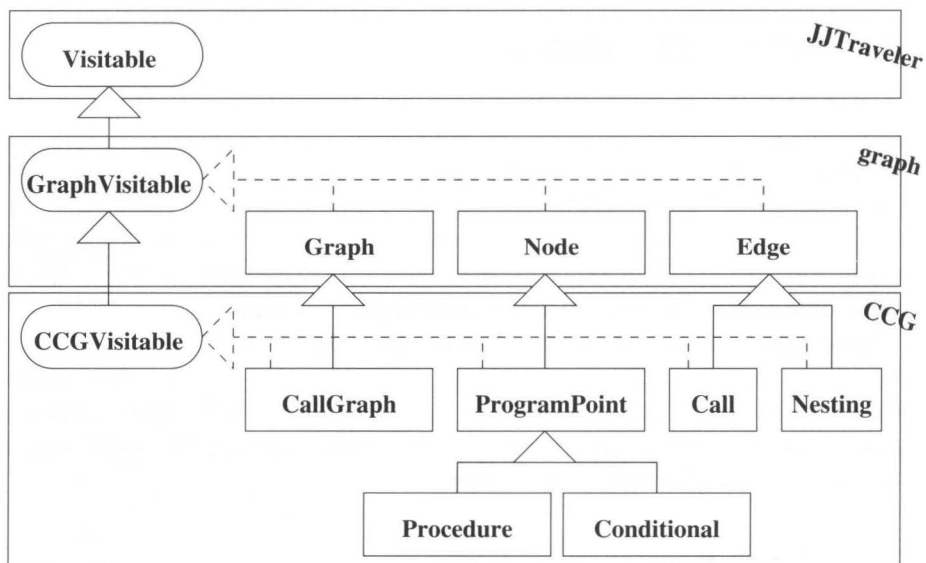 Visitable
JJTraveler
GraphVisitable
graph
Graph
Node
Edge
CCGVisitable
CCG
CallGraph
ProgramPoint
Call
Nesting
Procedure
Conditional